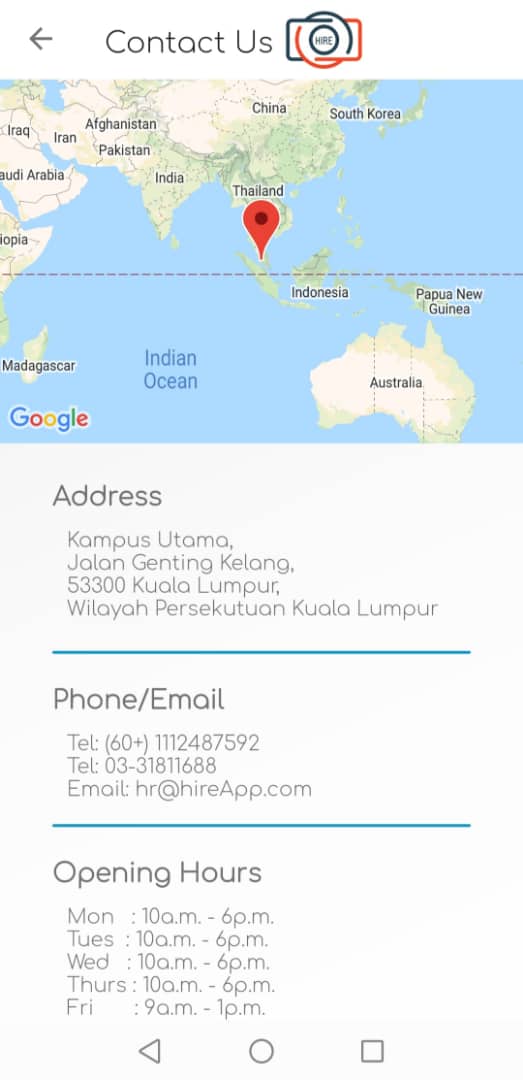 Contact Us
HIRE
China
South Korea
Afghanistan
Iraq
Iran
Pakistan
audi Arabia
India
Thailand
iopia
Indonesia
Papua New
Guinea
Indian
Ocean
Madagascar
Australia
Google
Address
Kampus Utama,
Jalan Genting Kelang,
53300 Kuala Lumpur,
Wilayah Persekutuan Kuala Lumpur
Phone/Email
Tel: (60+) 1112487592
Tel: 03-31811688
Email: hr@hireApp.com
Opening Hours
Mon : 10a.m. - 6p.m.
Tues : 10a.m. - 6p.m.
Wed : 10a.m. - 6p.m.
Thurs : 10a.m. - 6p.m.
Fri : 9a.m. - 1p.m.